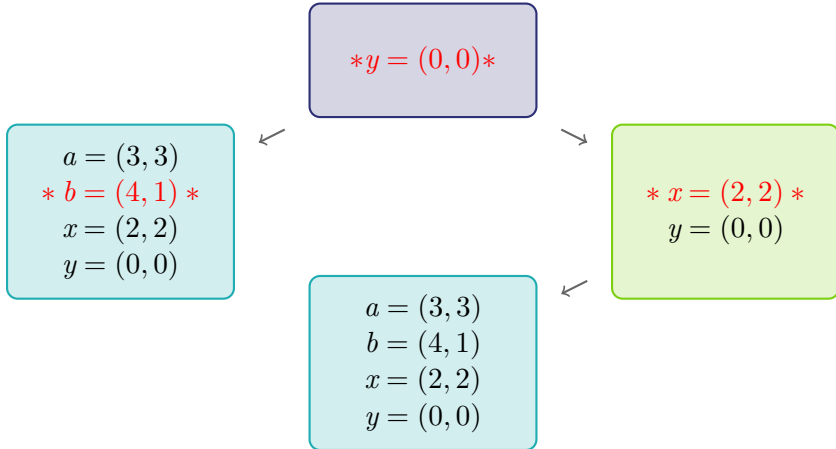 *y = (0, 0)*
a = (3, 3)
* b = (4, 1) *
x = (2, 2)
y = (0, 0)
* x = (2, 2) *
y = (0, 0)
a = (3, 3)
b = (4, 1)
x = (2, 2)
y = (0, 0)